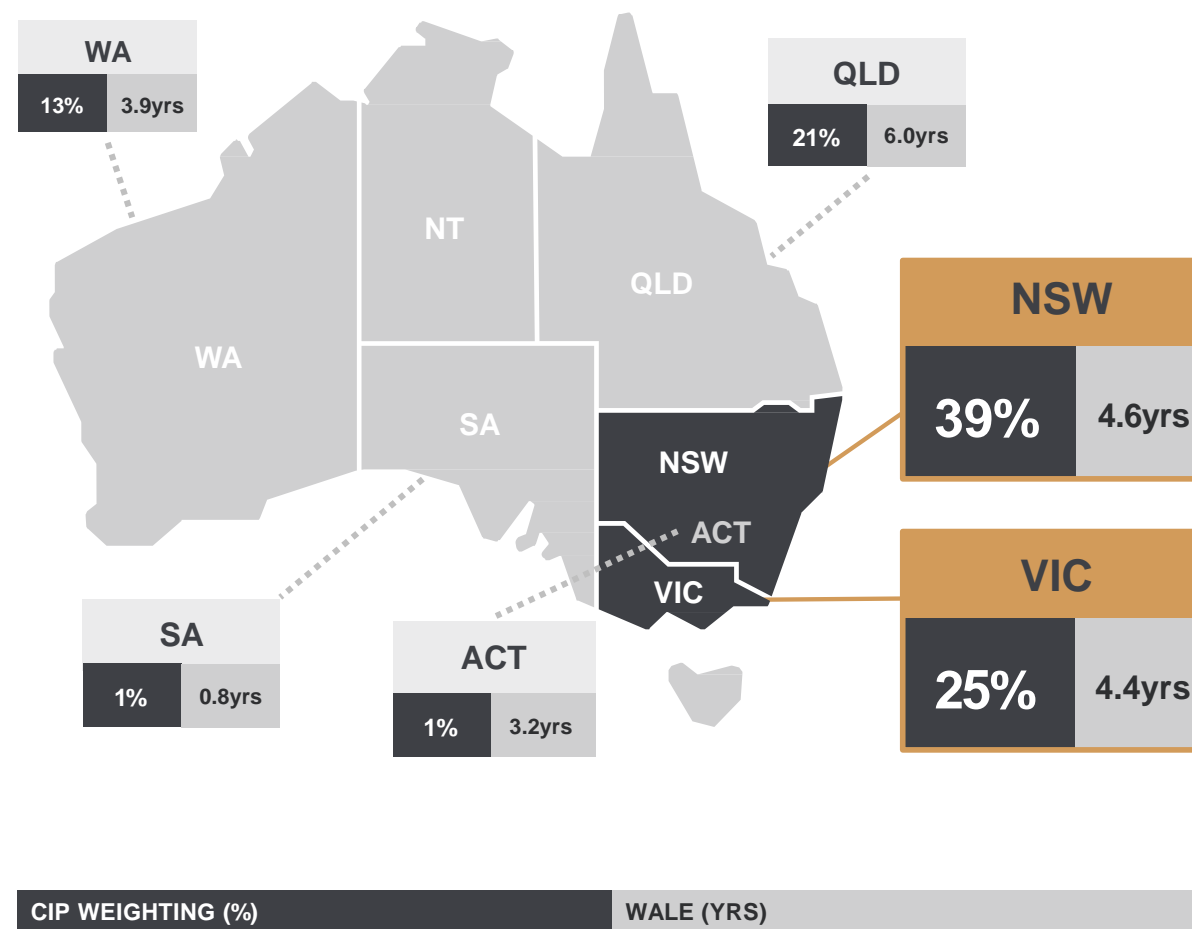 WA
13% 3.9yrs
QLD
21% 6.0yrs
NT
QLD
NSW
WA
39% 4.6yrs
SA
NSW
ACT
VIC
VIC
SA
1% 0.8yrs
ACT
1% 3.2yrs
25% 4.4yrs
CIP WEIGHTING (%) WALE (YRS)